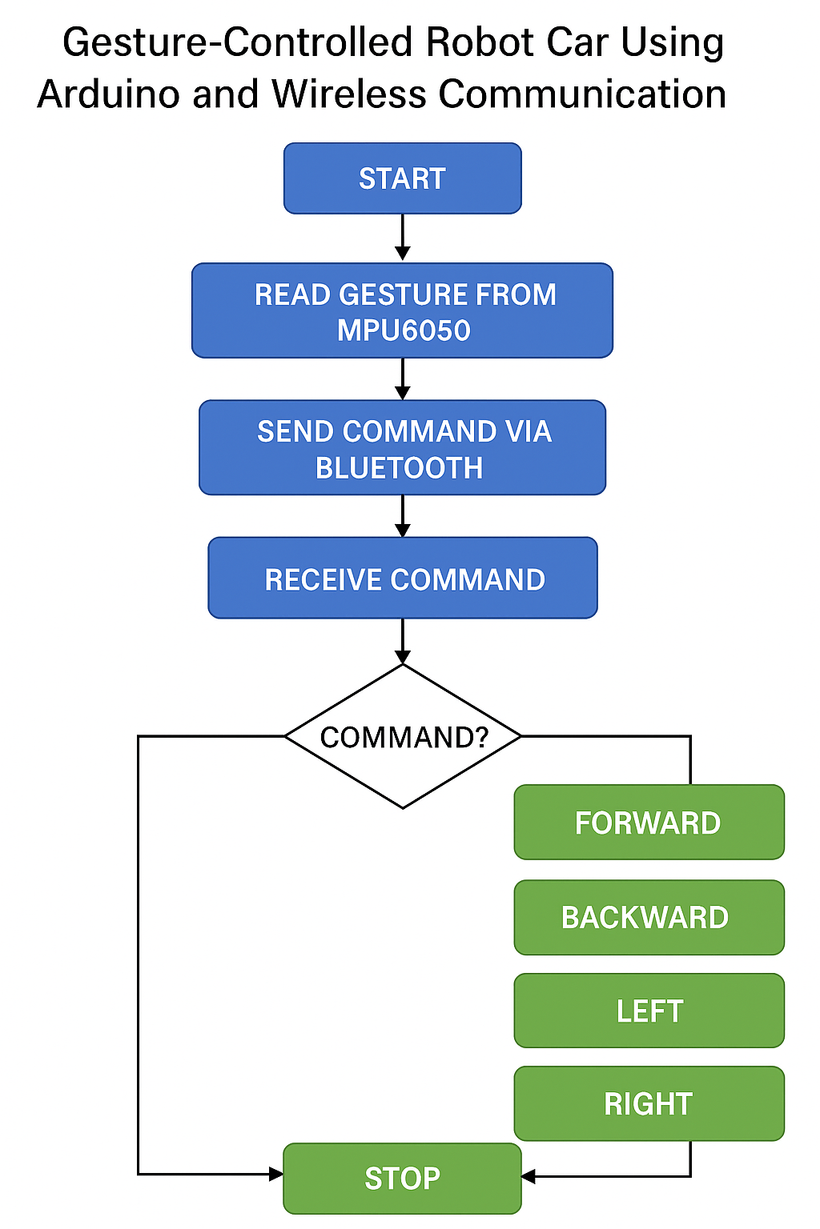 Gesture-Controlled Robot Car Using
Arduino and Wireless Communication
START
READ GESTURE FROM
MPU6050
SEND COMMAND VIA
BLUETOOTH
RECEIVE COMMAND
COMMAND?
FORWARD
BACKWARD
LEFT
RIGHT
STOP